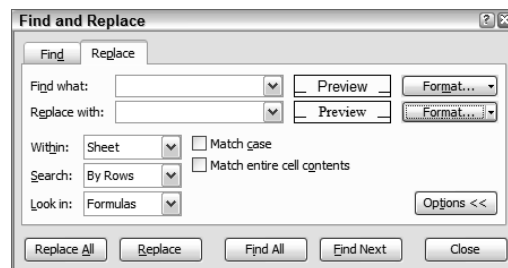 Find and Replace
Find Replace
Find what: Preview Format...
Replace with: Preview Format...
Within: Sheet Match case
Match entire cell contents
Search: By Rows
Look in: Formulas Options <<
Replace All Replace Find All Find Next Close